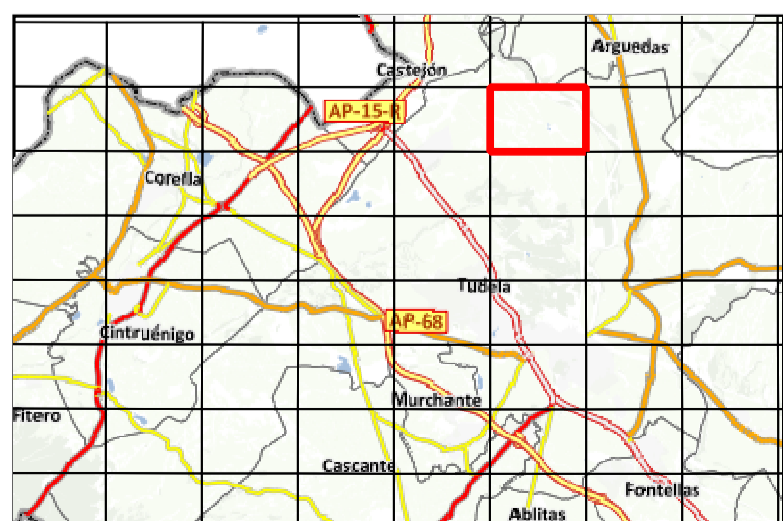 Arguedas
Castejón
AP-15-R
Corella
Tudela
AP-68
Cintruénigo
Murchante
Fitero
Cascante
Fontellas
Ablitas